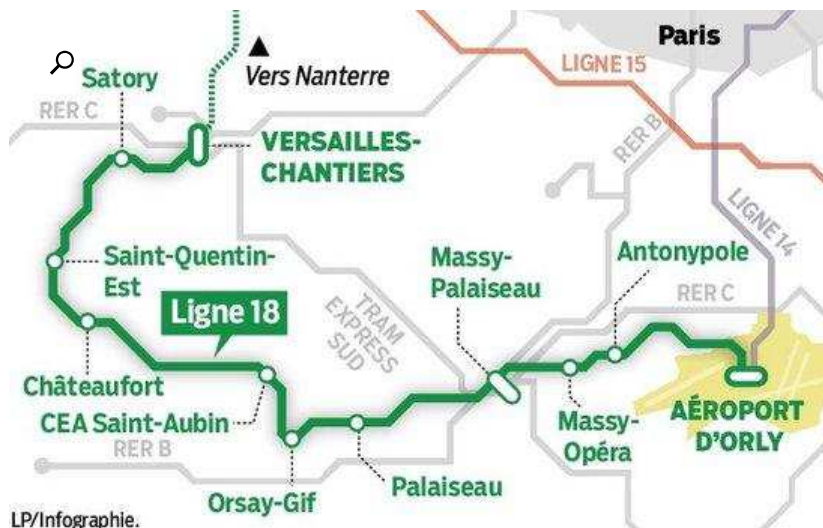 Paris
LIGNE 15
Satory
Vers Nanterre
RER C
VERSAILLES-
CHANTIERS
RER B
LIGNE 14
Saint-Quentin-
Est
Massy-
Palaiseau
Antonypole
Ligne 18
TRAM
EXPRESS
SUD
RER C
Châteaufort
CEA Saint-Aubin
RER B
Massy-
Opéra
AÉROPORT
D'ORLY
Orsay-Gif
Palaiseau
LP/Infographie.